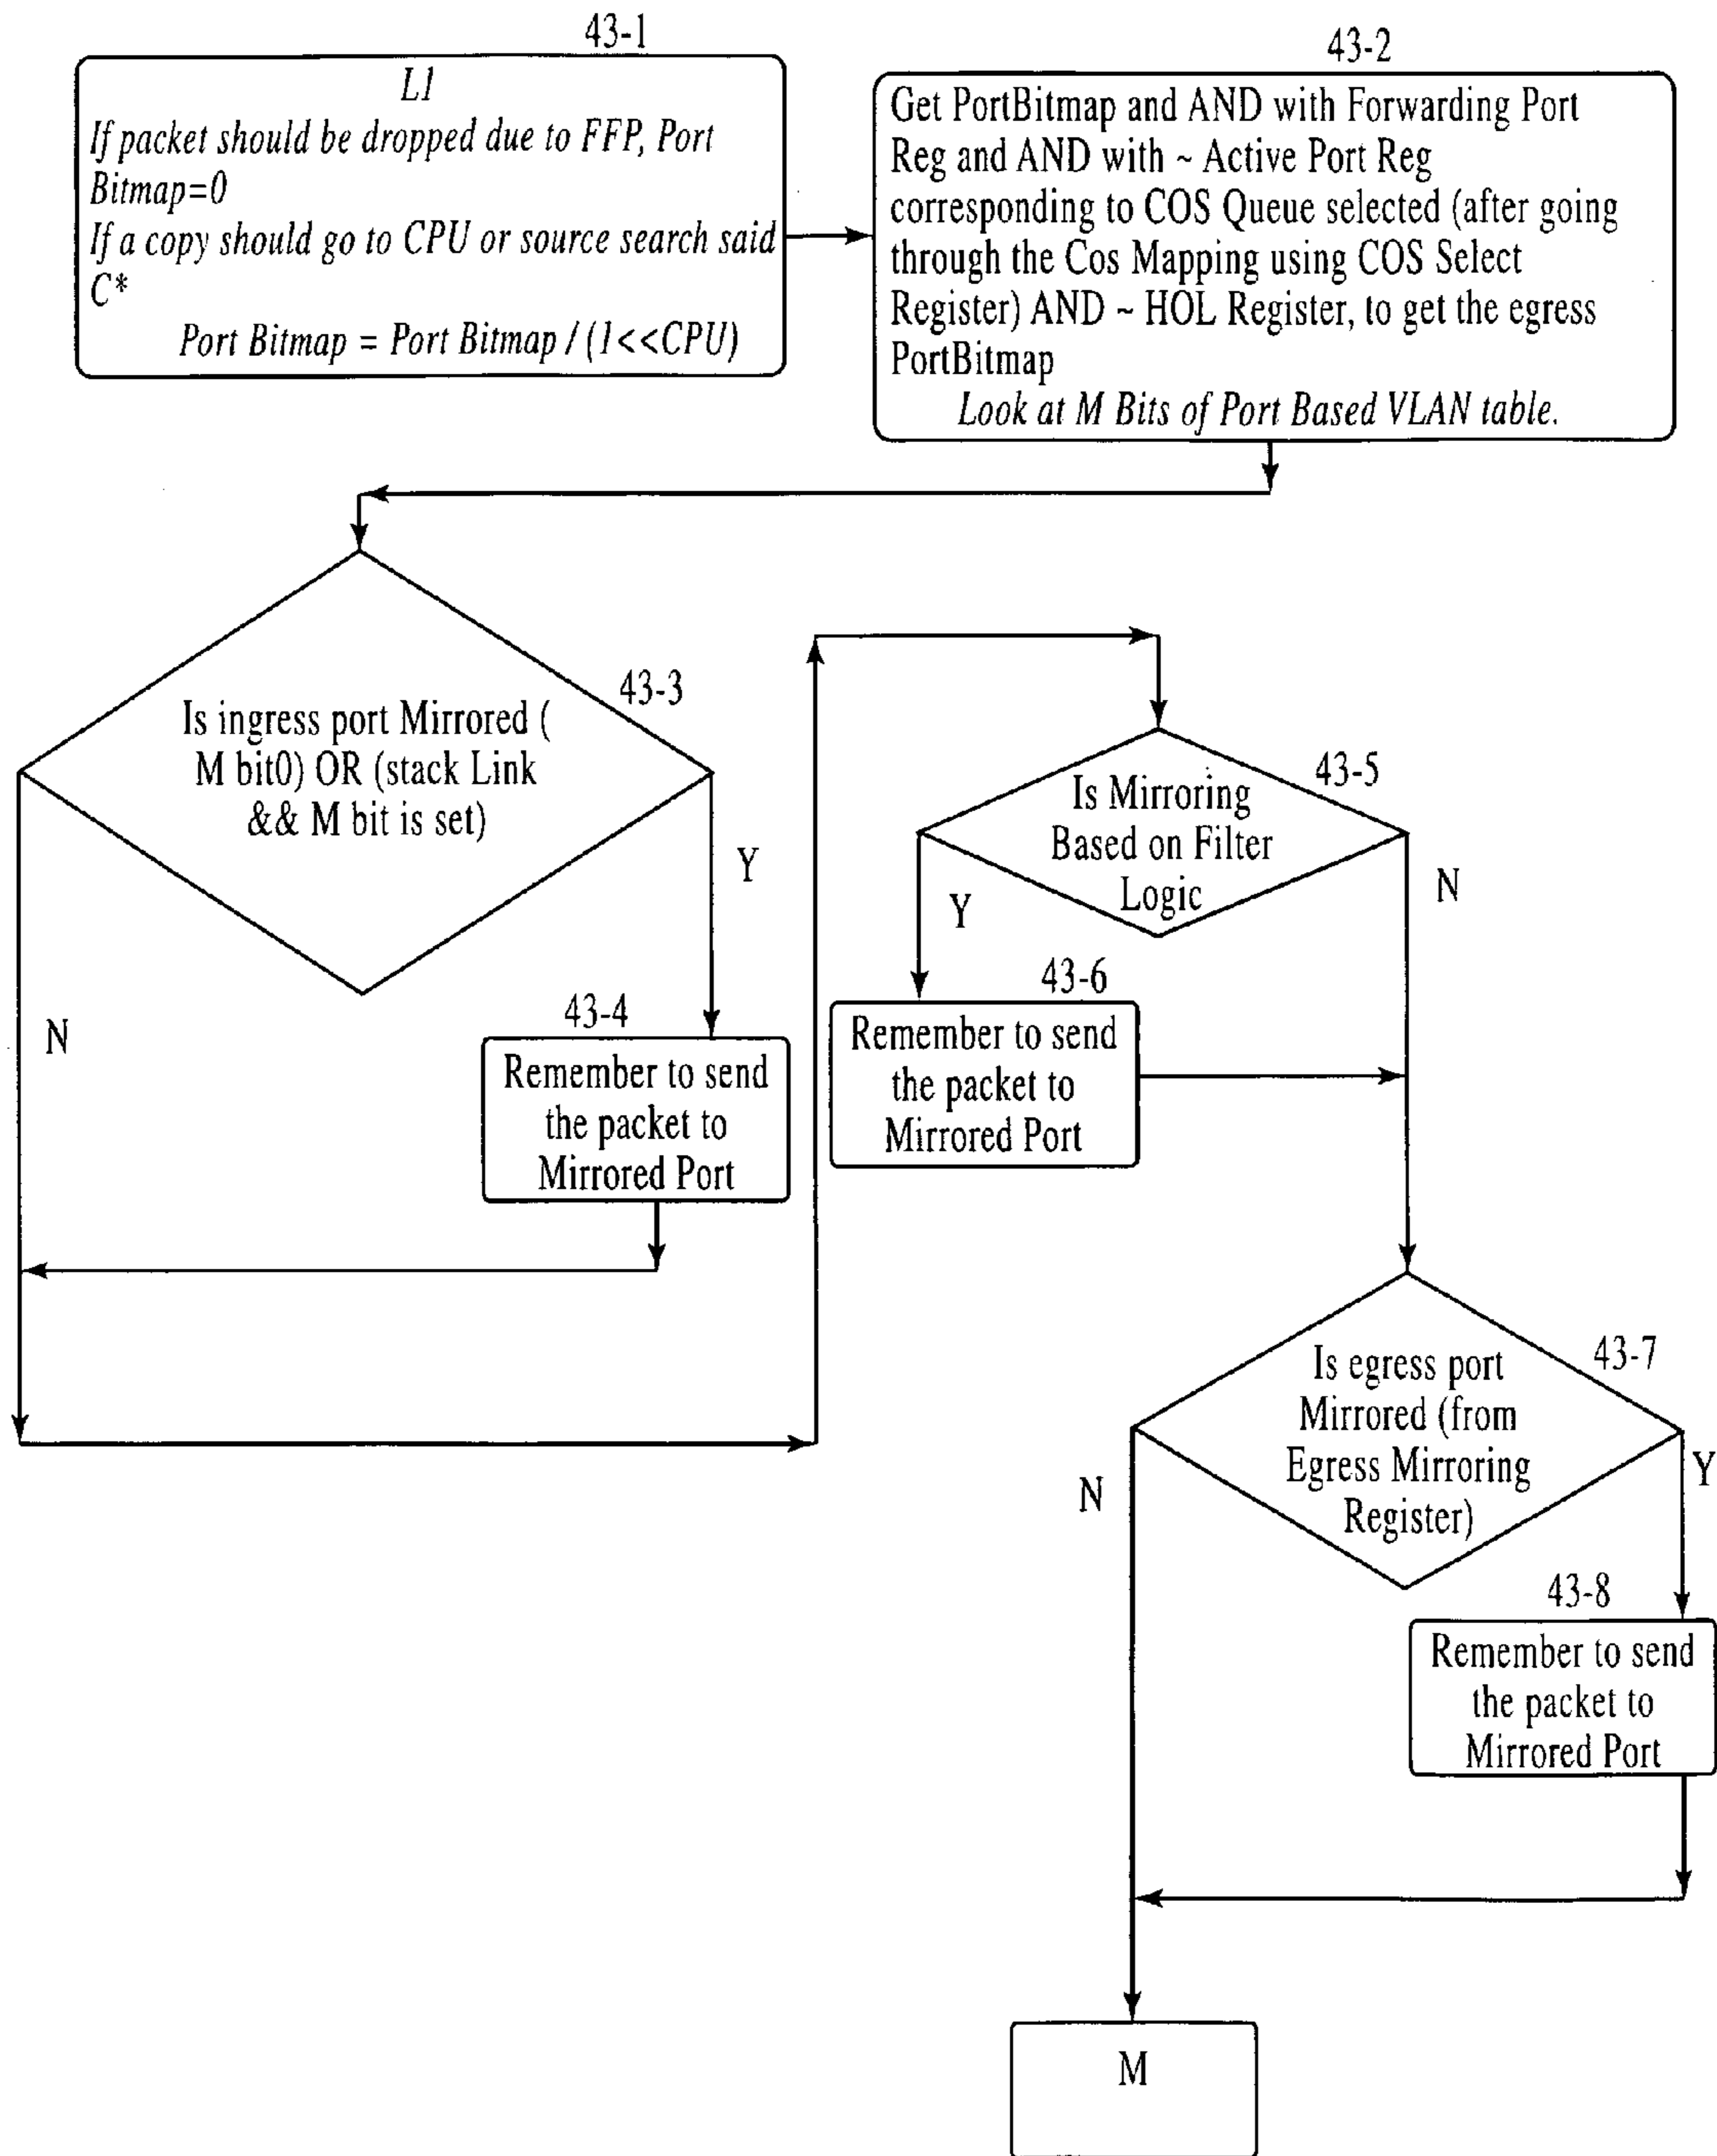 43-1
L1
If packet should be dropped due to FFP, Port
Bitmap=0
If a copy should go to CPU or source search said
C*
Port Bitmap = Port Bitmap / (1<<CPU)
43-2
Get PortBitmap and AND with Forwarding Port
Reg and AND with ~ Active Port Reg
corresponding to COS Queue selected (after going
through the Cos Mapping using COS Select
Register) AND ~ HOL Register, to get the egress
PortBitmap
Look at M Bits of Port Based VLAN table.
43-3
Is ingress port Mirrored (
M bit0) OR (stack Link
&& M bit is set)
Y
N
43-4
Remember to send
the packet to
Mirrored Port
43-5
Is Mirroring
Based on Filter
Logic
Y
N
43-6
Remember to send
the packet to
Mirrored Port
43-7
Is egress port
Mirrored (from
Egress Mirroring
Register)
N
Y
43-8
Remember to send
the packet to
Mirrored Port
M